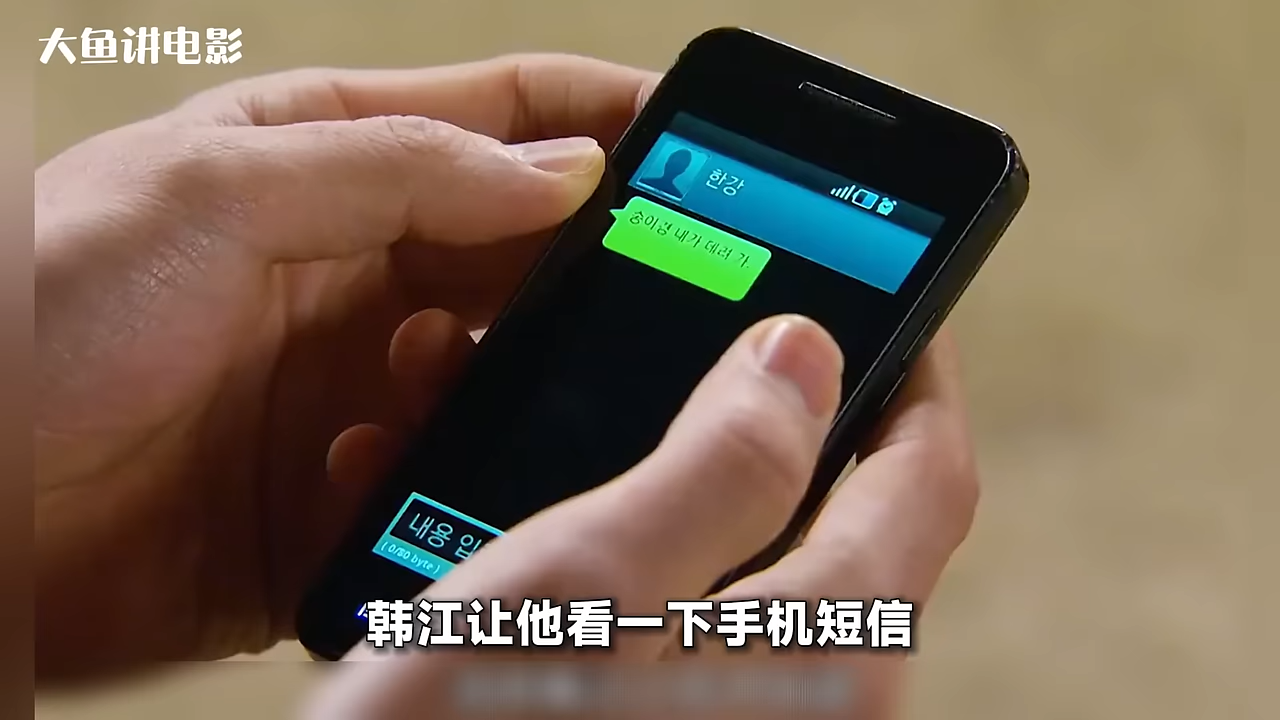 大鱼讲电影
한강
송이경 내가 데려 가.
내용 입
( 0/80 byte )
韩江让他看一下手机短信